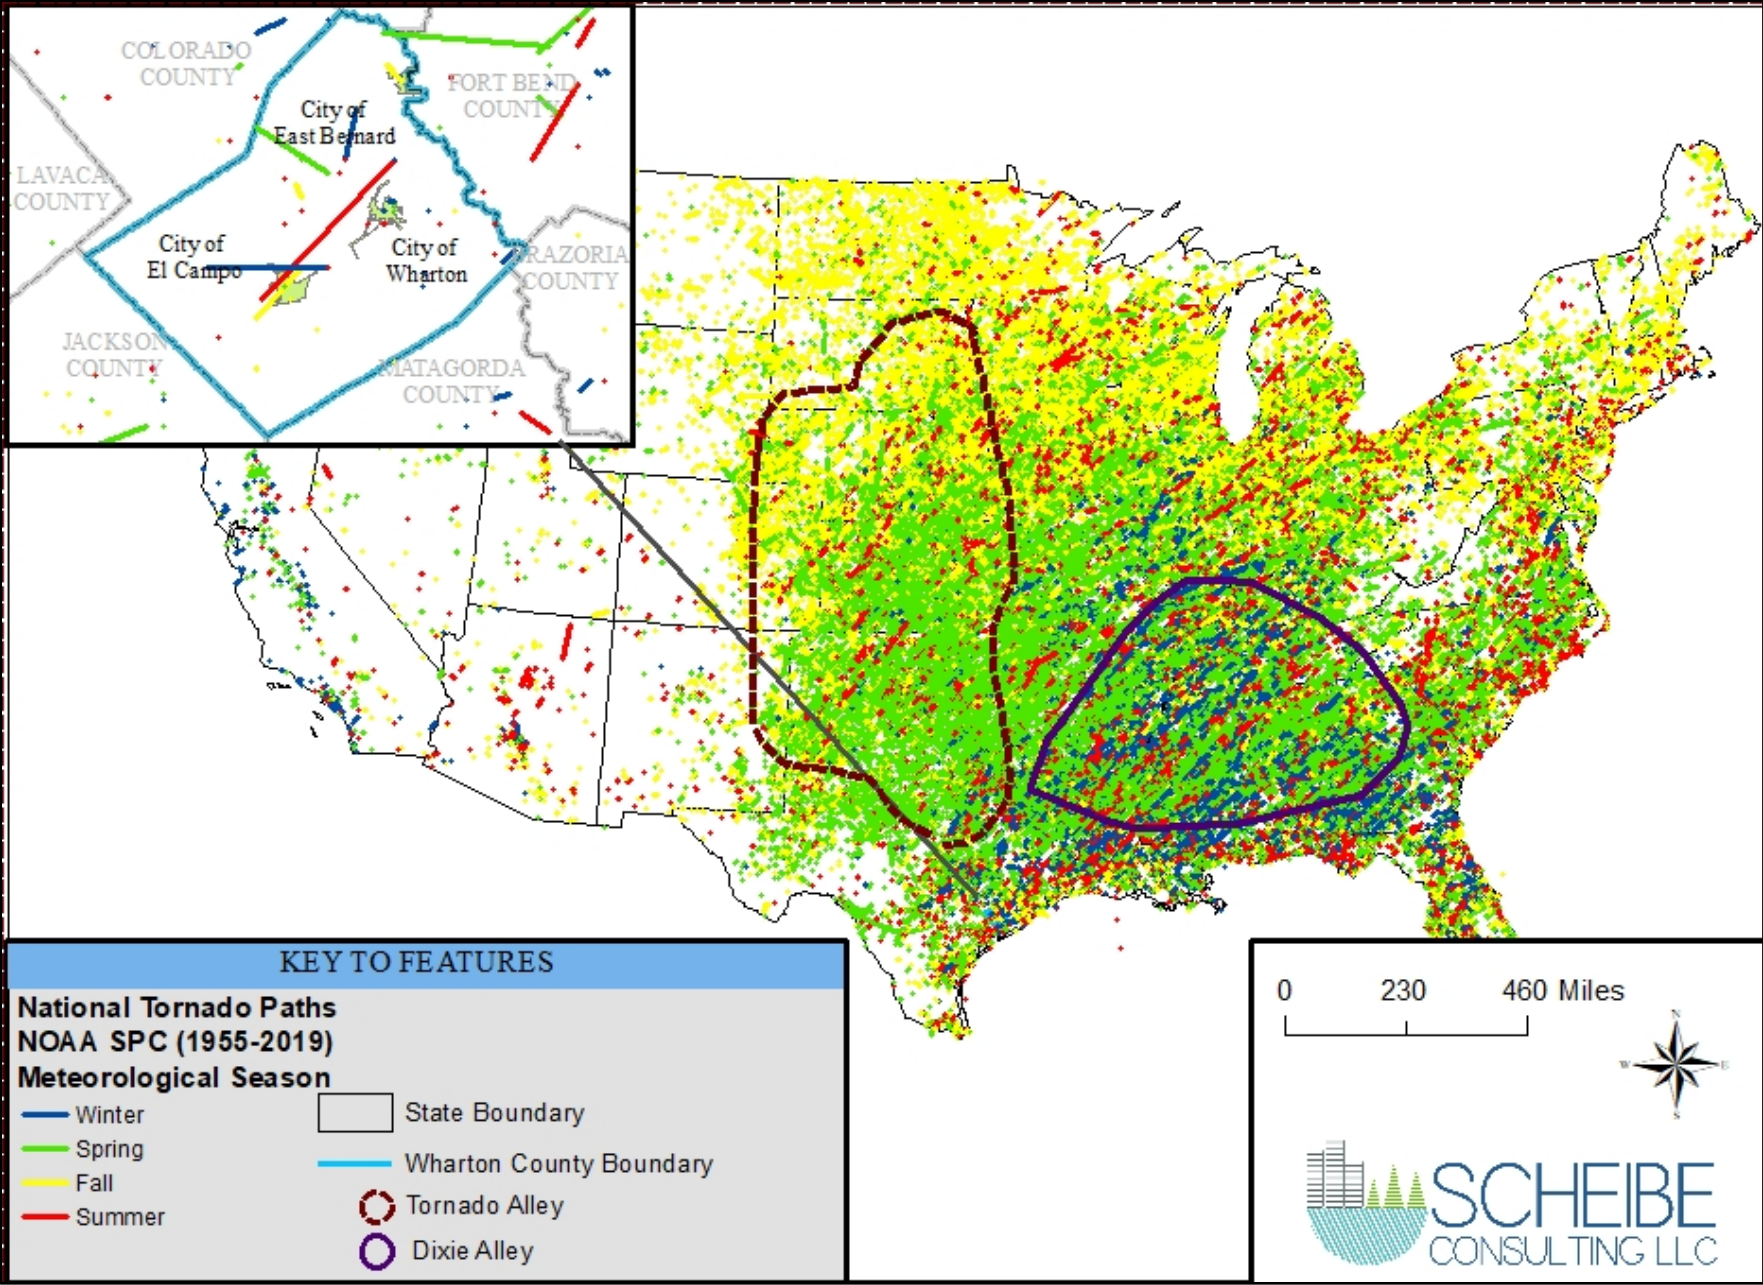 COLORADO
COUNTY
FORT BEND
COUNTY
City of
East Bernard
LAVACA
COUNTY
City of
El Campo
City of
Wharton
RAZORIA
COUNTY
JACKSON
COUNTY
MATAGORDA
COUNTY
KEY TO FEATURES
National Tornado Paths
NOAA SPC (1955-2019)
Meteorological Season
Winter
Spring
Fall
Summer
State Boundary
Wharton County Boundary
Tornado Alley
Dixie Alley
0 230 460 Miles
N
W E
S
SCHEIBE
CONSULTING LLC